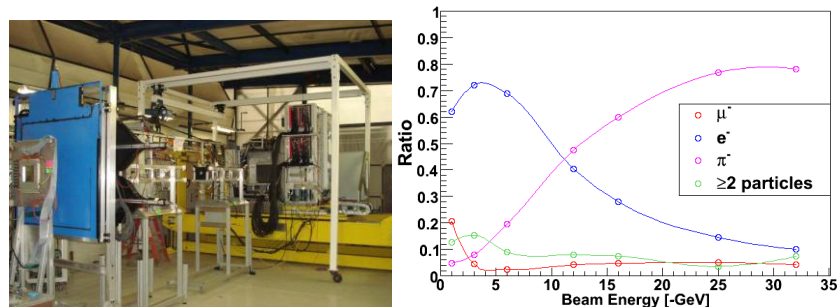 1
0.9
0.8
0.7
0.6
0.5
0.4
0.3
0.2
0.1
0
Ratio
μ⁻
e⁻
π⁻
≥2 particles
0 5 10 15 20 25 30 35
Beam Energy [-GeV]